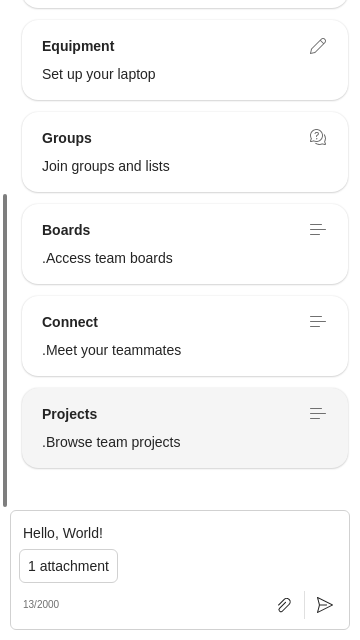 Equipment
Set up your laptop
Groups
Join groups and lists
Boards
.Access team boards
Connect
.Meet your teammates
Projects
.Browse team projects
Hello, World!
1 attachment
13/2000